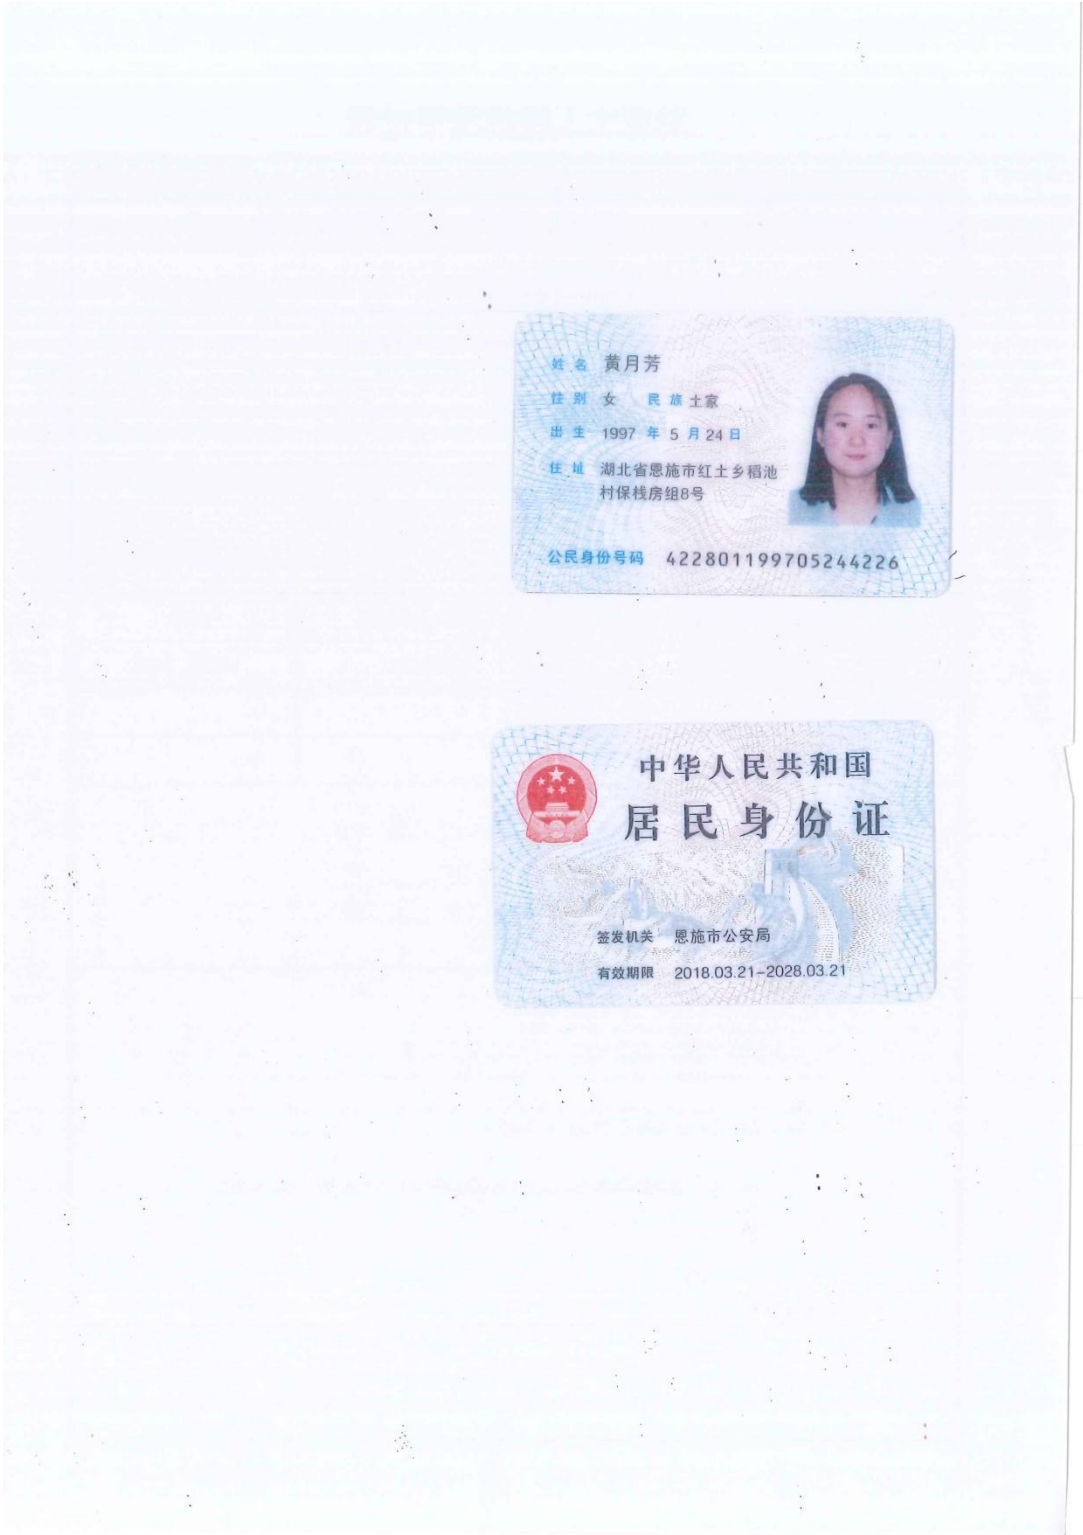 姓名 黄月芳
性别 女 民族 土家
出生 1997 年 5 月 24 日
住址 湖北省恩施市红土乡稻池
村保栈房组8号
公民身份号码 422801199705244226
中华人民共和国
居民身份证
签发机关 恩施市公安局
有效期限 2018.03.21-2028.03.21